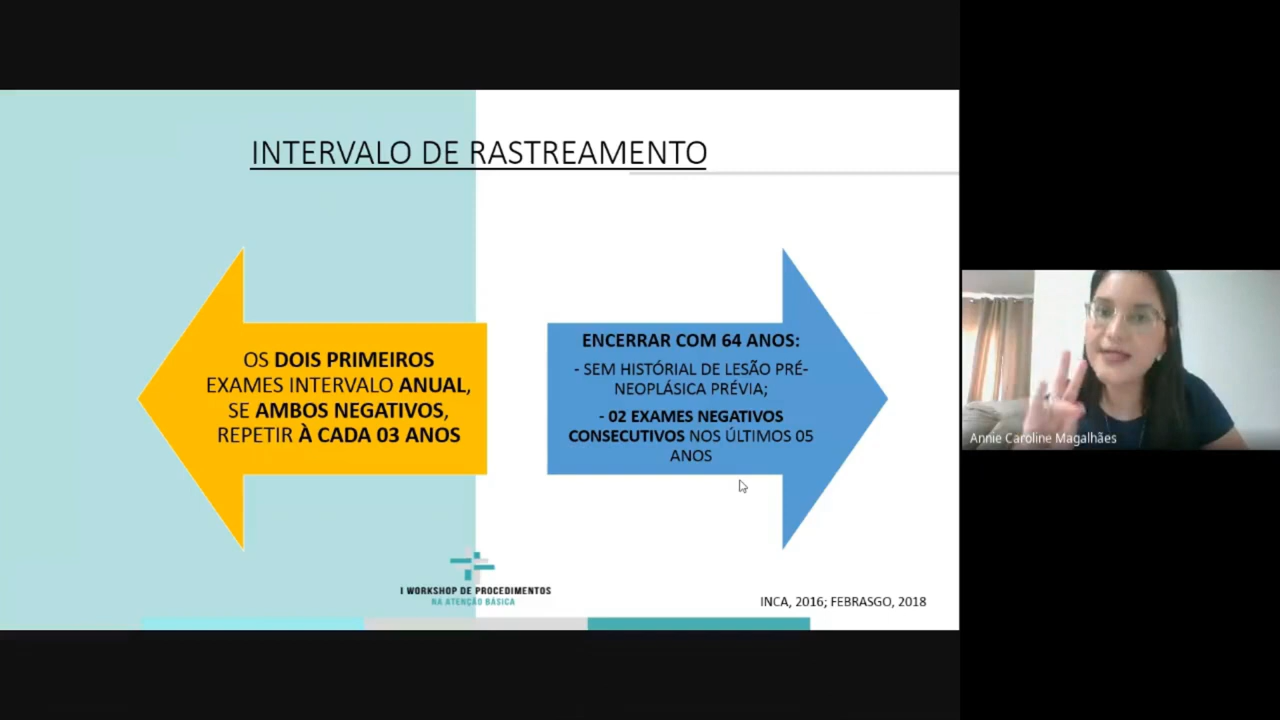 INTERVALO DE RASTREAMENTO
OS DOIS PRIMEIROS
EXAMES INTERVALO ANUAL,
SE AMBOS NEGATIVOS,
REPETIR À CADA 03 ANOS
ENCERRAR COM 64 ANOS:
- SEM HISTÓRIAL DE LESÃO PRÉ-
NEOPLÁSICA PRÉVIA;
- 02 EXAMES NEGATIVOS
CONSECUTIVOS NOS ÚLTIMOS 05
ANOS
I WORKSHOP DE PROCEDIMENTOS
NA ATENÇÃO BÁSICA
INCA, 2016; FEBRASGO, 2018
Annie Caroline Magalhães